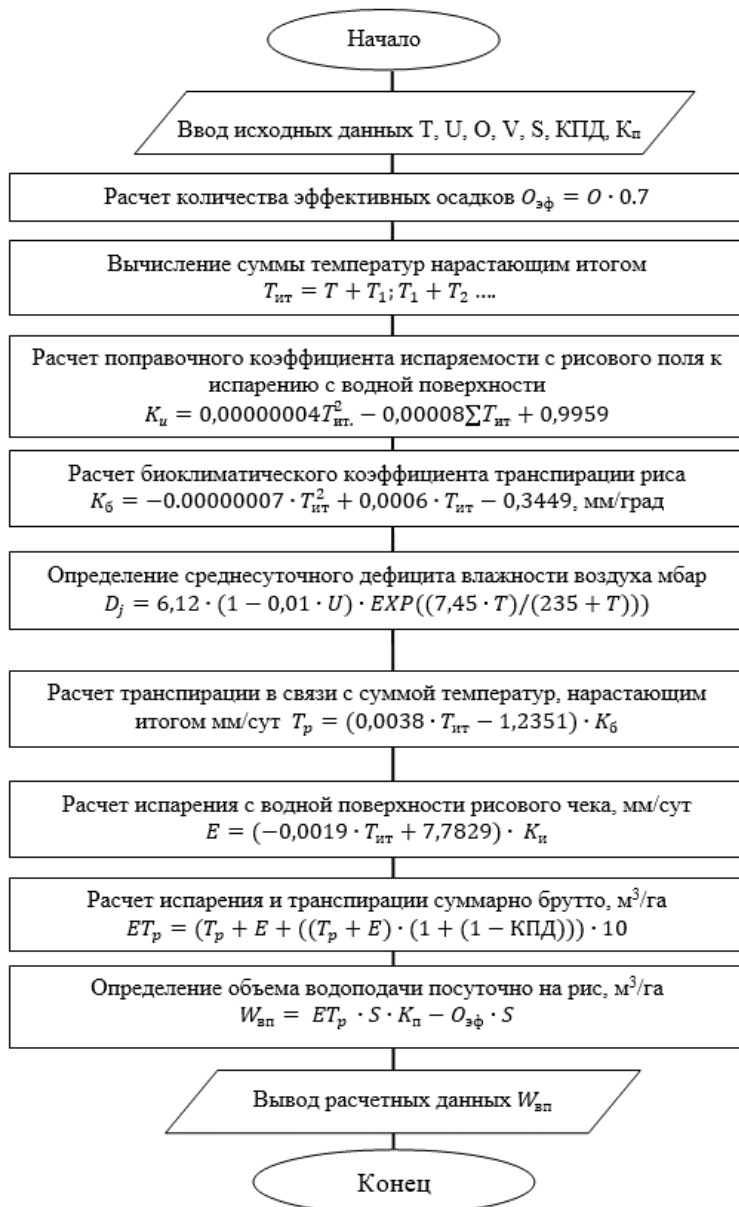 Начало
Ввод исходных данных T, U, O, V, S, КПД, Kп
Расчет количества эффективных осадков Oэф = O · 0.7
Вычисление суммы температур нарастающим итогом
Tит = T + T₁; T₁ + T₂ ....
Расчет поправочного коэффициента испаряемости с рисового поля к
испарению с водной поверхности
Kи = 0,00000004T²ит. − 0,00008∑Tит + 0,9959
Расчет биоклиматического коэффициента транспирации риса
Kб = −0.00000007 · T²ит + 0,0006 · Tит − 0,3449, мм/град
Определение среднесуточного дефицита влажности воздуха мбар
Dⱼ = 6,12 · (1 − 0,01 · U) · EXP((7,45 · T)/(235 + T)))
Расчет транспирации в связи с суммой температур, нарастающим
итогом мм/сут Tₚ = (0,0038 · Tит − 1,2351) · Kб
Расчет испарения с водной поверхности рисового чека, мм/сут
E = (−0,0019 · Tит + 7,7829) · Kи
Расчет испарения и транспирации суммарно брутто, м³/га
ETₚ = (Tₚ + E + ((Tₚ + E) · (1 + (1 − КПД))) · 10
Определение объема водоподачи посуточно на рис, м³/га
Wвп = ETₚ · S · Kп − Oэф · S
Вывод расчетных данных Wвп
Конец